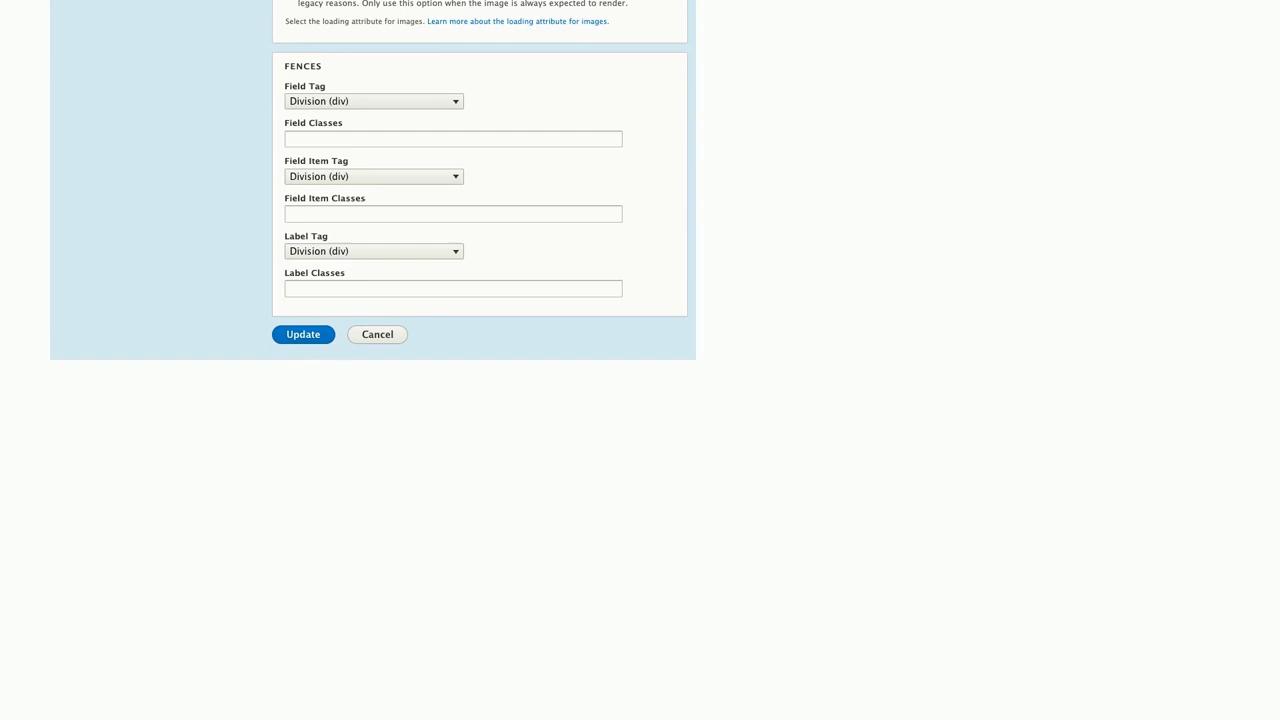 legacy reasons. Only use this option when the image is always expected to render.
Select the loading attribute for images. Learn more about the loading attribute for images.
FENCES
Field Tag
Division (div)
Field Classes
Field Item Tag
Division (div)
Field Item Classes
Label Tag
Division (div)
Label Classes
Update Cancel